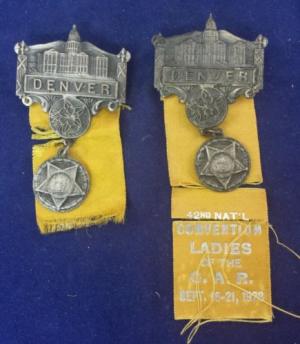 DENVER
DENVER
42ND NAT'L
CONVENTION
LADIES
OF THE
G. A. R.
SEPT. 16-21, 1928